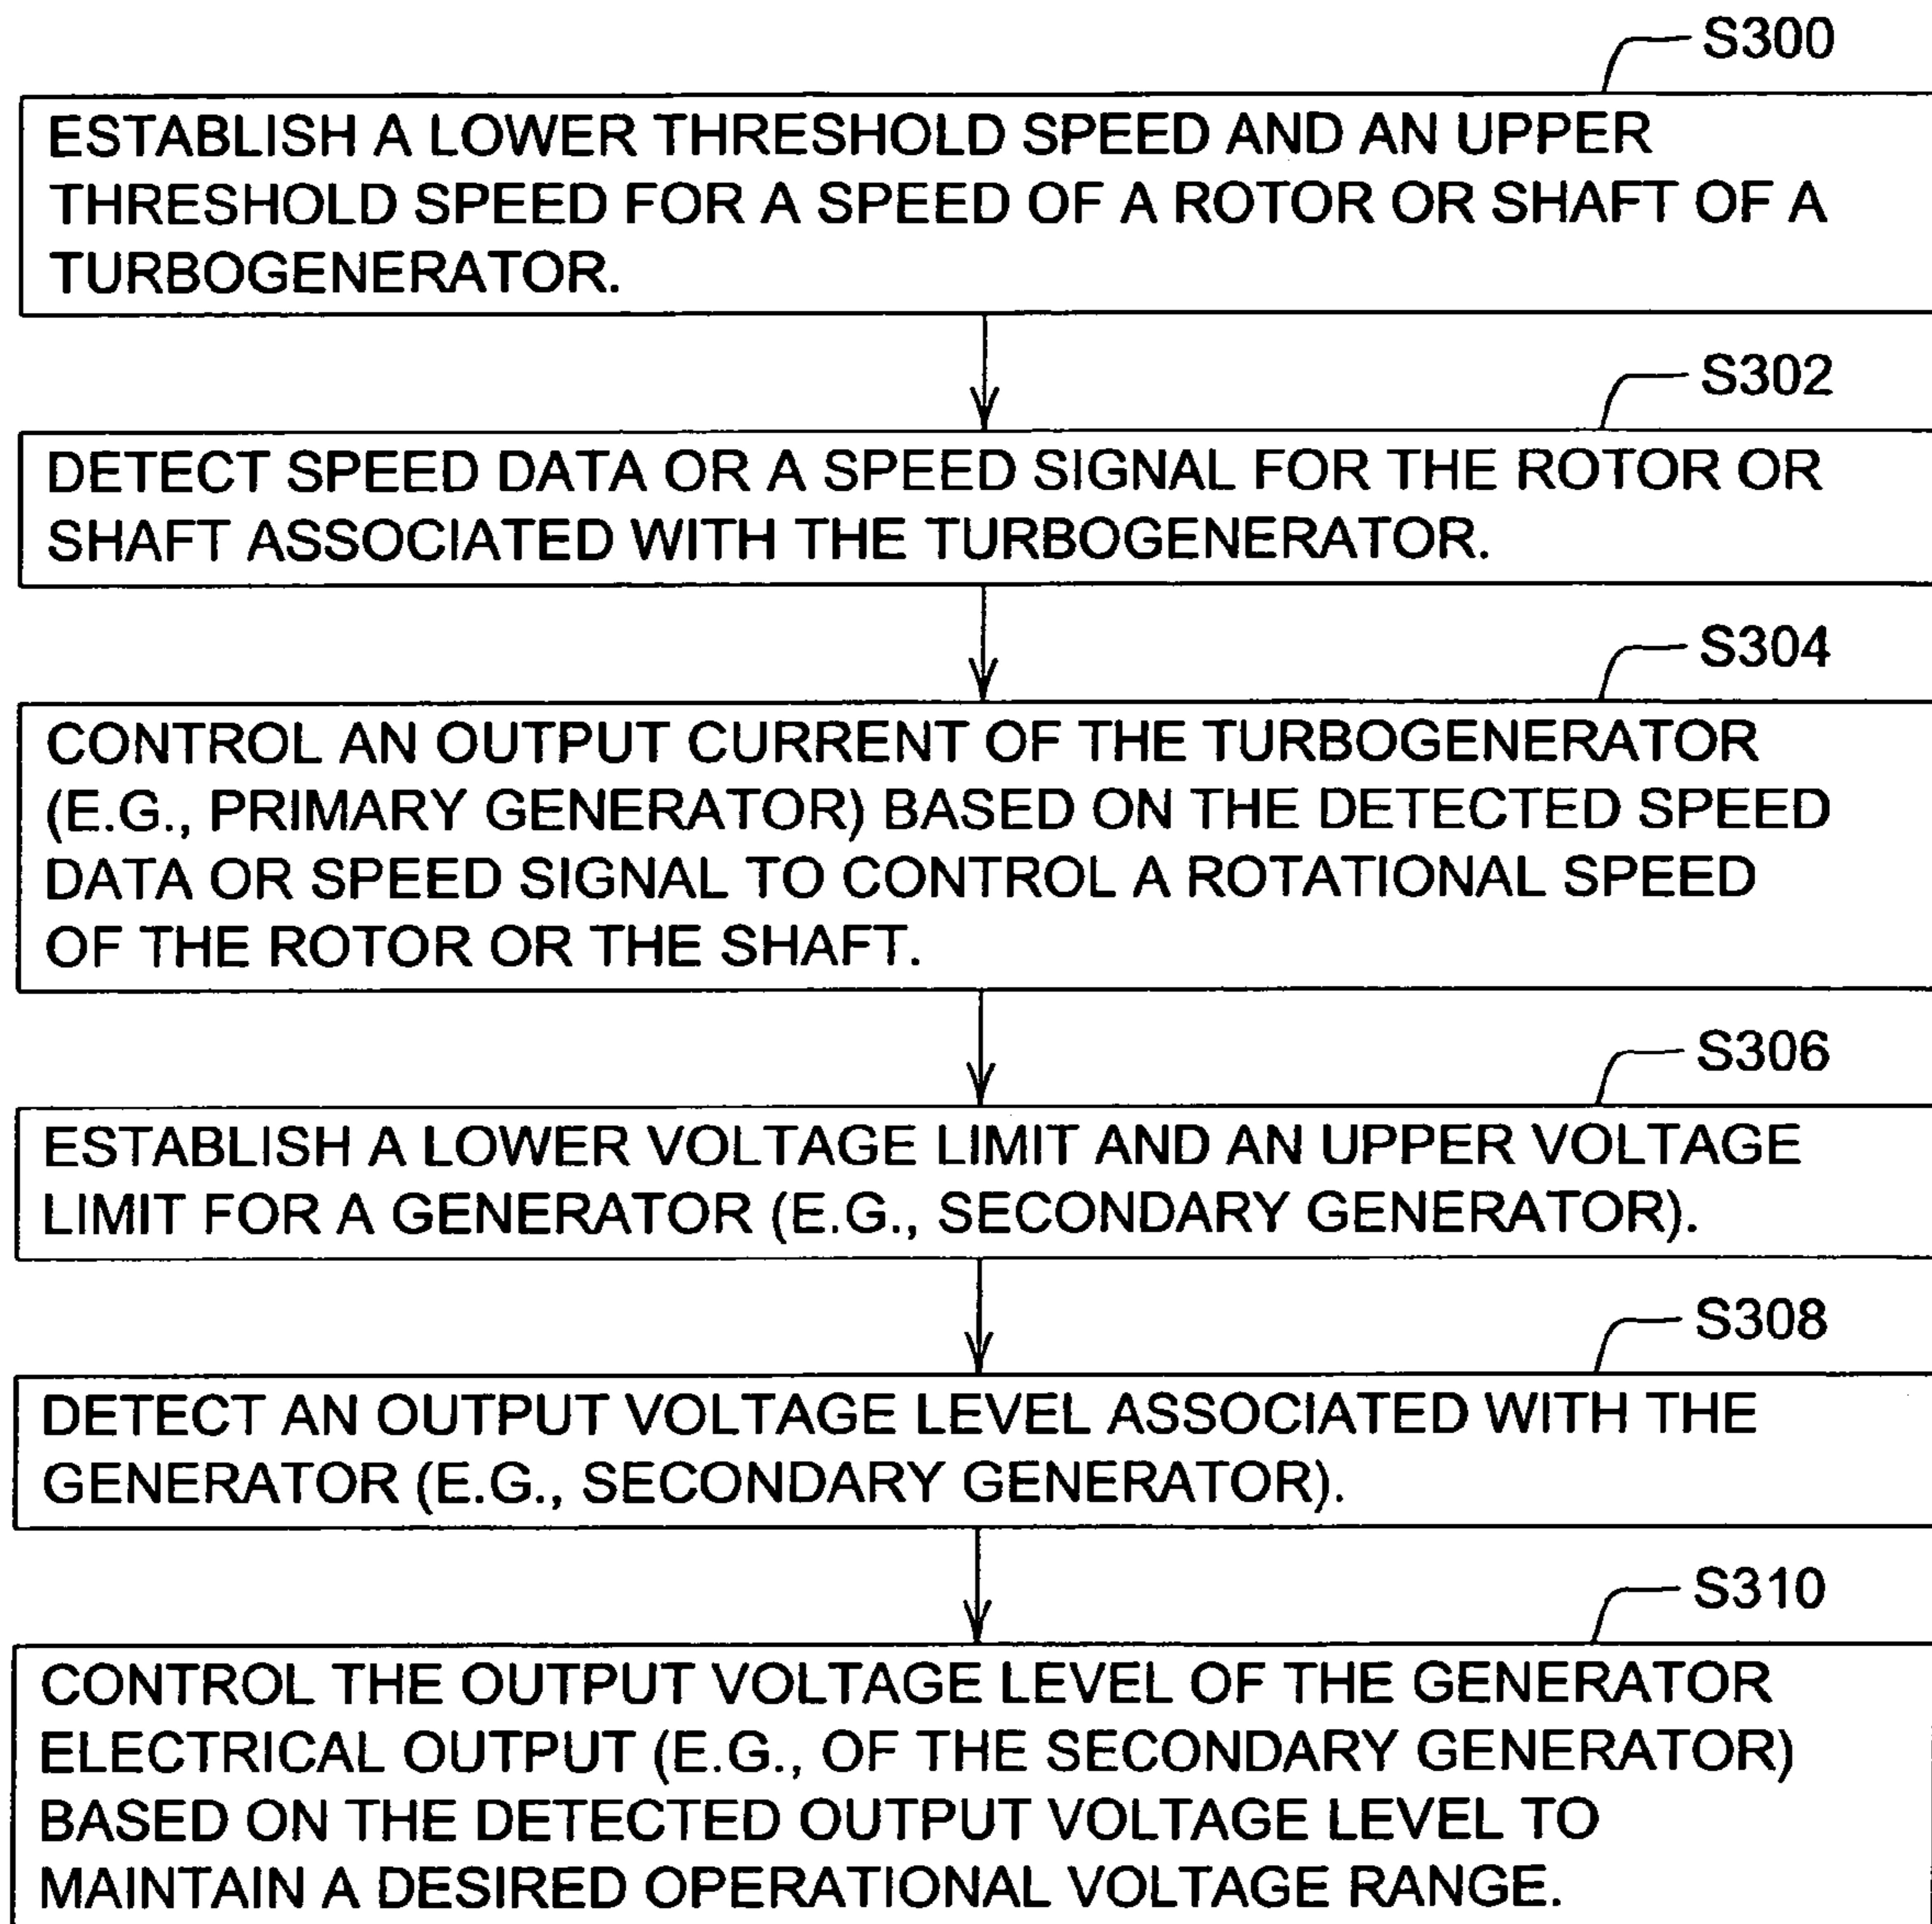 S300
ESTABLISH A LOWER THRESHOLD SPEED AND AN UPPER
THRESHOLD SPEED FOR A SPEED OF A ROTOR OR SHAFT OF A
TURBOGENERATOR.
S302
DETECT SPEED DATA OR A SPEED SIGNAL FOR THE ROTOR OR
SHAFT ASSOCIATED WITH THE TURBOGENERATOR.
S304
CONTROL AN OUTPUT CURRENT OF THE TURBOGENERATOR
(E.G., PRIMARY GENERATOR) BASED ON THE DETECTED SPEED
DATA OR SPEED SIGNAL TO CONTROL A ROTATIONAL SPEED
OF THE ROTOR OR THE SHAFT.
S306
ESTABLISH A LOWER VOLTAGE LIMIT AND AN UPPER VOLTAGE
LIMIT FOR A GENERATOR (E.G., SECONDARY GENERATOR).
S308
DETECT AN OUTPUT VOLTAGE LEVEL ASSOCIATED WITH THE
GENERATOR (E.G., SECONDARY GENERATOR).
S310
CONTROL THE OUTPUT VOLTAGE LEVEL OF THE GENERATOR
ELECTRICAL OUTPUT (E.G., OF THE SECONDARY GENERATOR)
BASED ON THE DETECTED OUTPUT VOLTAGE LEVEL TO
MAINTAIN A DESIRED OPERATIONAL VOLTAGE RANGE.